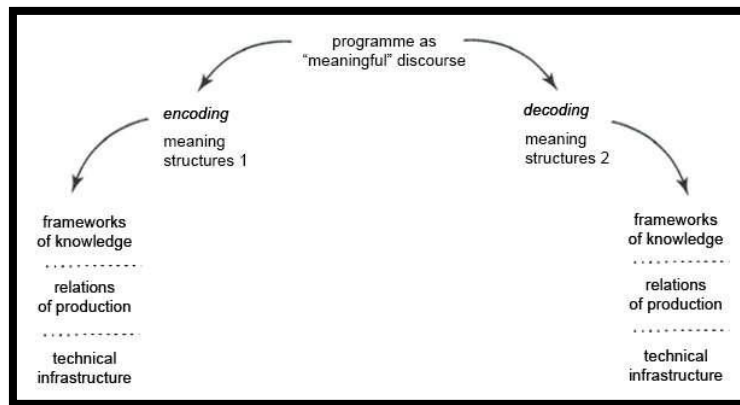 programme as
“meaningful” discourse
encoding
meaning
structures 1
decoding
meaning
structures 2
frameworks
of knowledge
relations
of production
technical
infrastructure
frameworks
of knowledge
relations
of production
technical
infrastructure